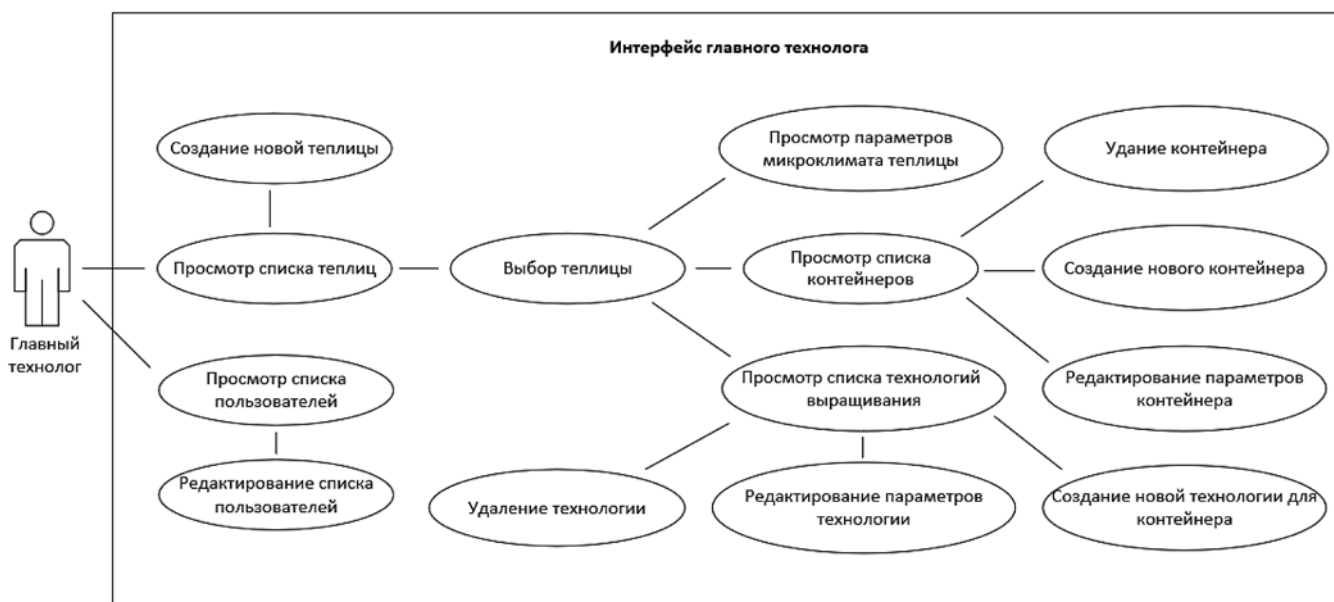 Интерфейс главного технолога
Создание новой теплицы
Просмотр параметров
микроклимата теплицы
Удание контейнера
Просмотр списка теплиц
Выбор теплицы
Просмотр списка
контейнеров
Создание нового контейнера
Главный
технолог
Просмотр списка
пользователей
Просмотр списка технологий
выращивания
Редактирование параметров
контейнера
Редактирование списка
пользователей
Удаление технологии
Редактирование параметров
технологии
Создание новой технологии для
контейнера